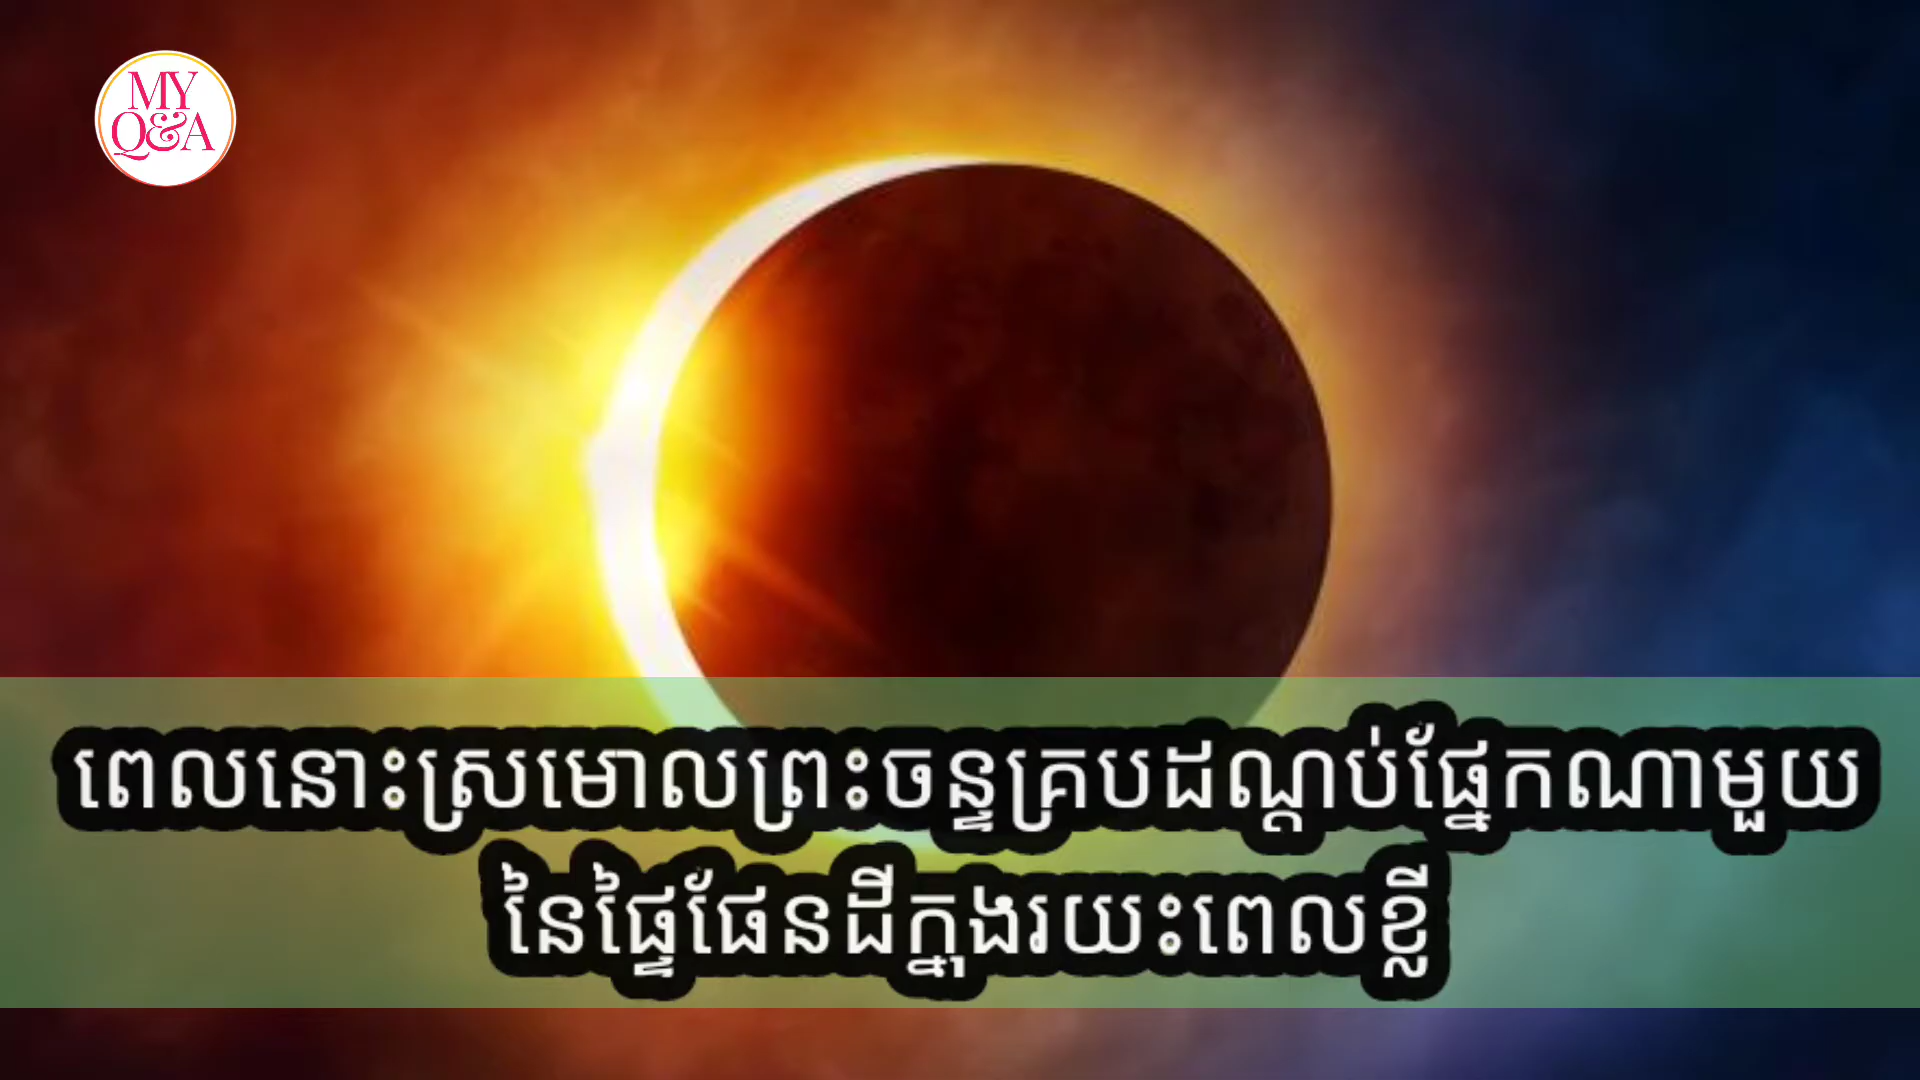 MY
Q&A
ពេលនោះស្រមោលព្រះចន្ទគ្របដណ្តប់ផ្នែកណាមួយ
នៃផ្ទៃផែនដីក្នុងរយៈពេលខ្លី